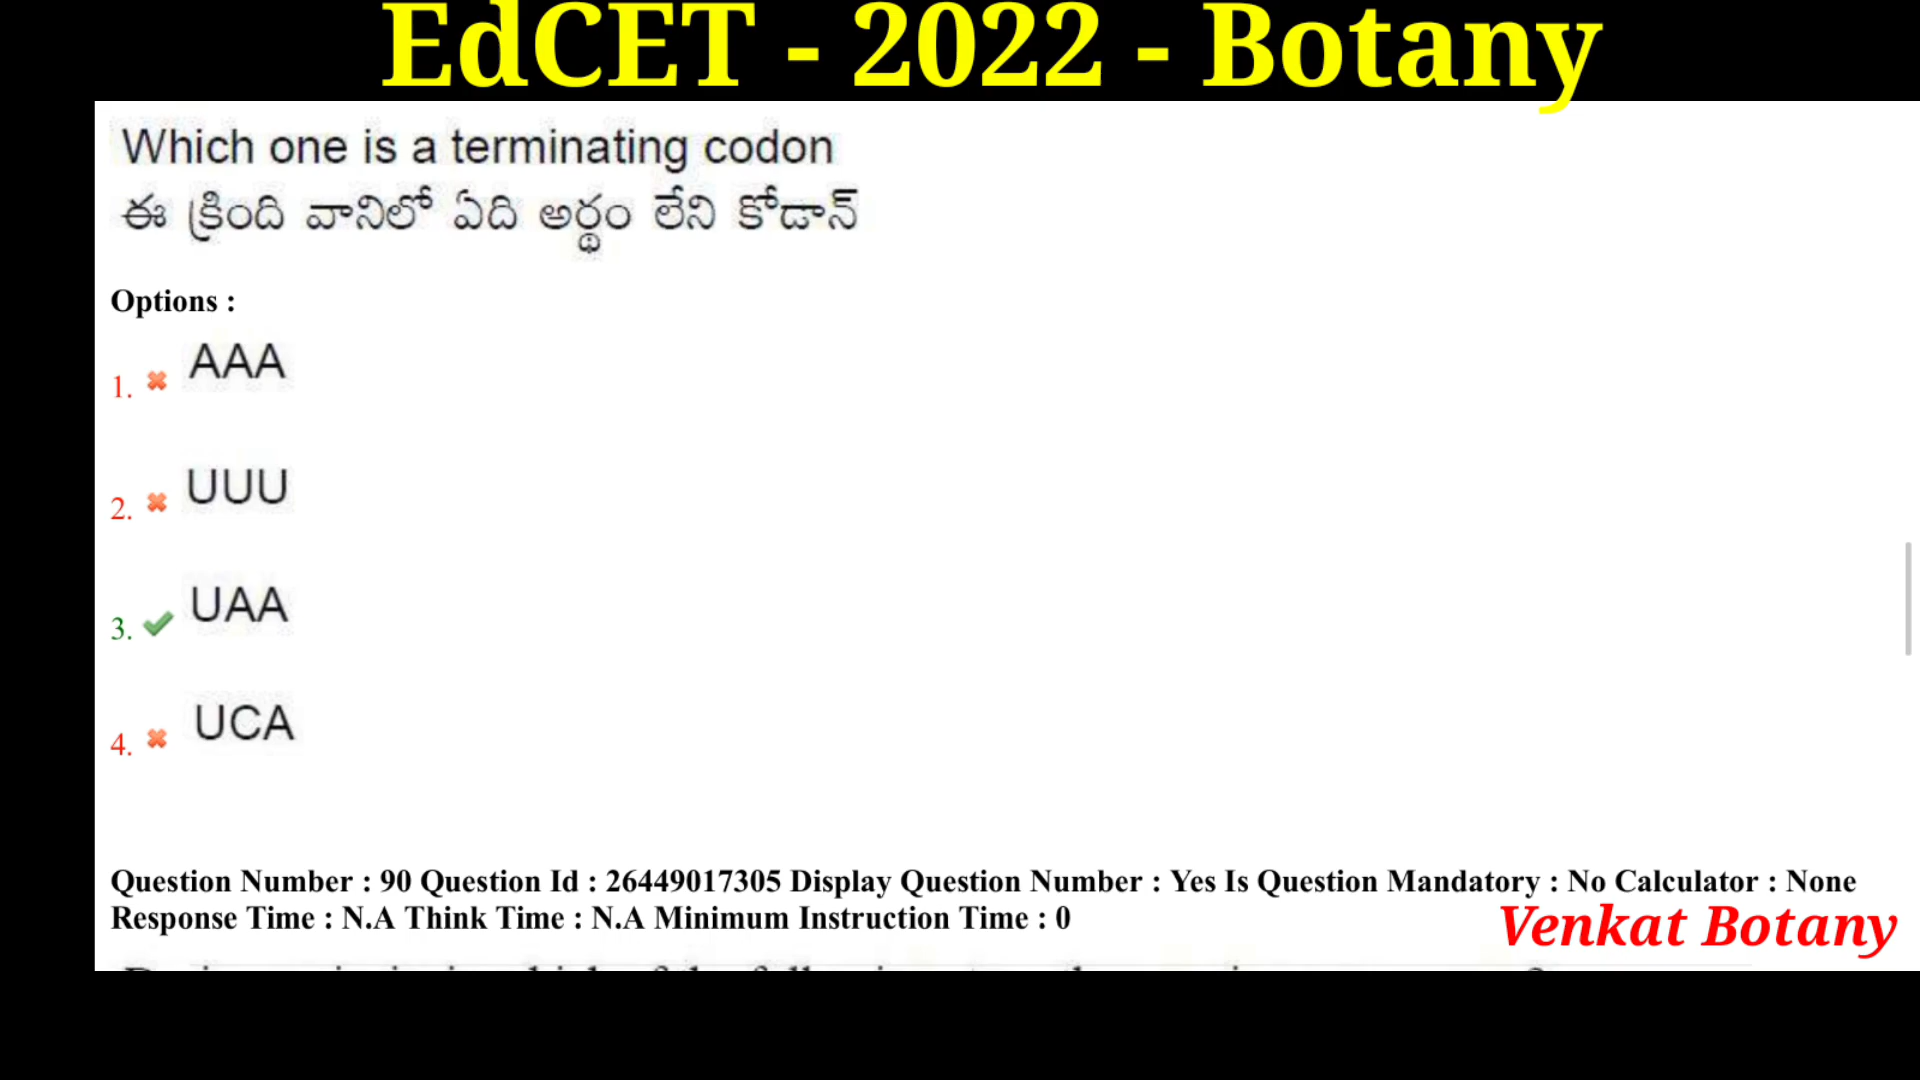 EdCET - 2022 - Botany
Which one is a terminating codon
ఈ క్రింది వానిలో ఏది అర్థం లేని కోడాన్
Options :
1. ✖ AAA
2. ✖ UUU
3. ✔ UAA
4. ✖ UCA
Question Number : 90 Question Id : 26449017305 Display Question Number : Yes Is Question Mandatory : No Calculator : None
Response Time : N.A Think Time : N.A Minimum Instruction Time : 0
Venkat Botany